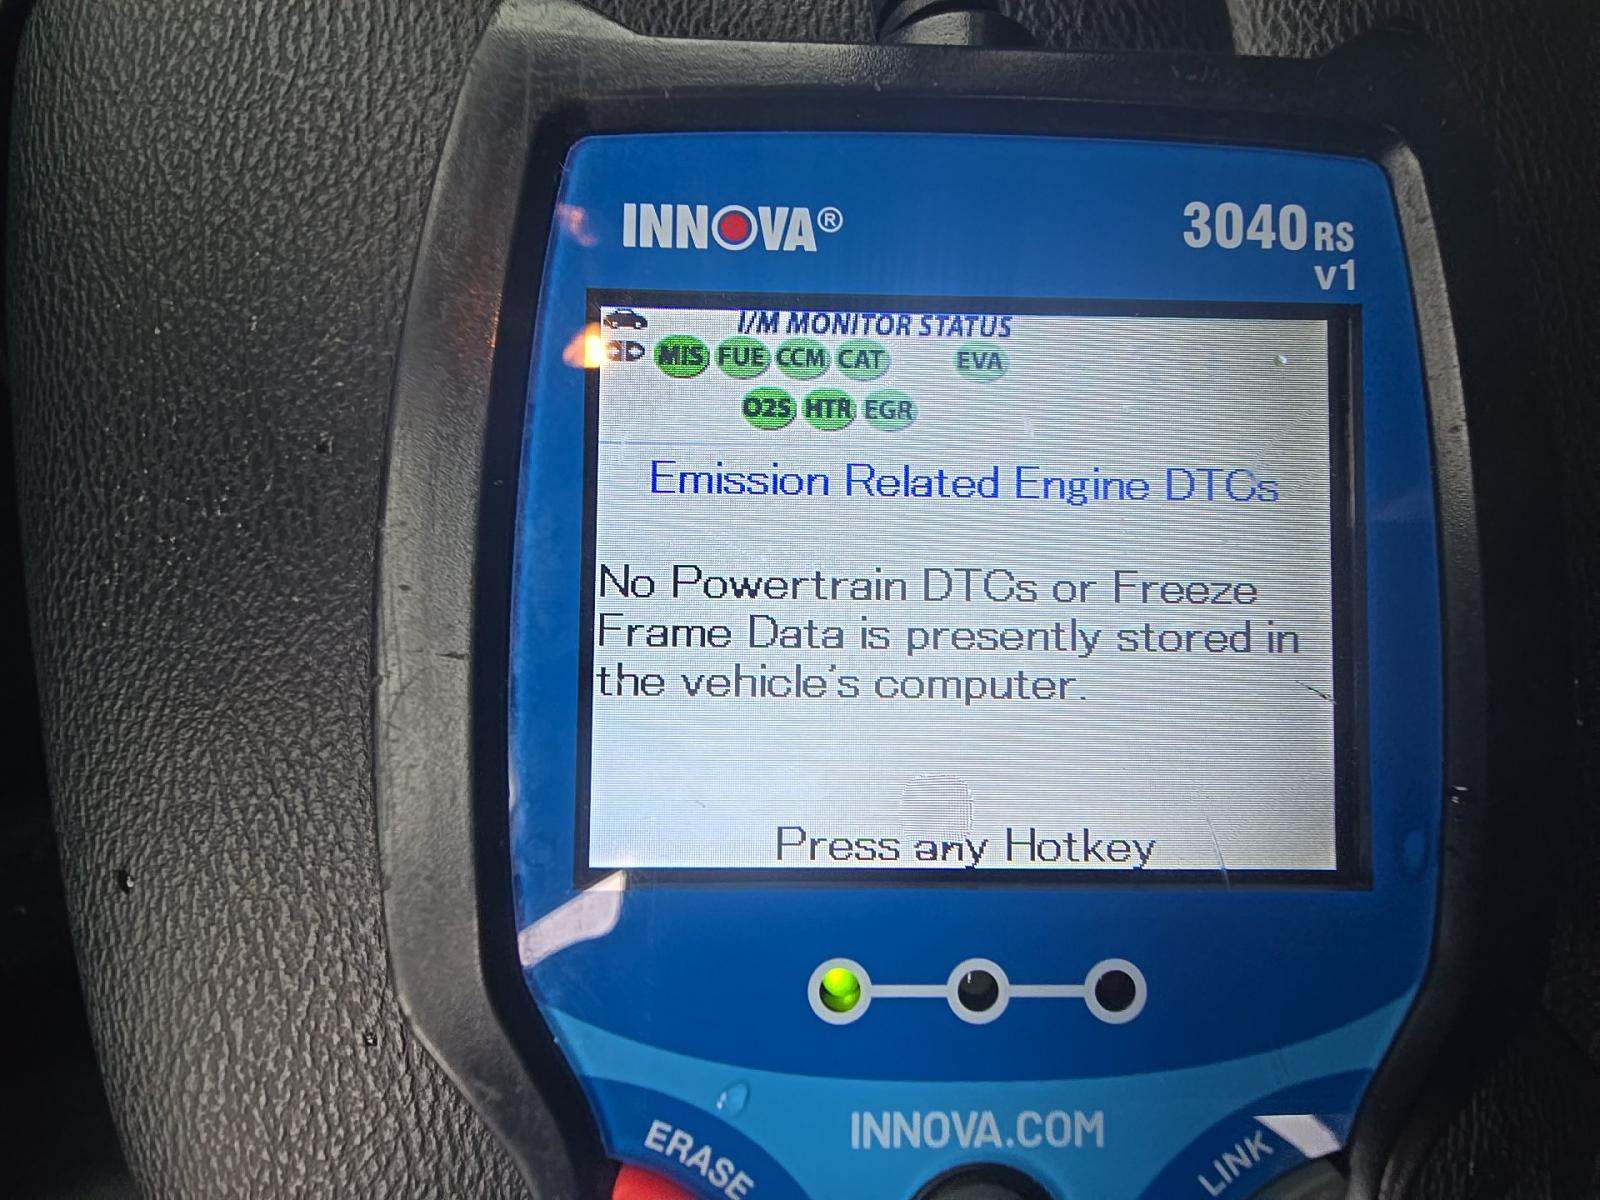 INNOVA®
3040RS
v1
I/M MONITOR STATUS
MIS FUE CCM CAT EVA
O2S HTR EGR
Emission Related Engine DTCs
No Powertrain DTCs or Freeze
Frame Data is presently stored in
the vehicle's computer.
Press any Hotkey
INNOVA.COM
ERASE
LINK